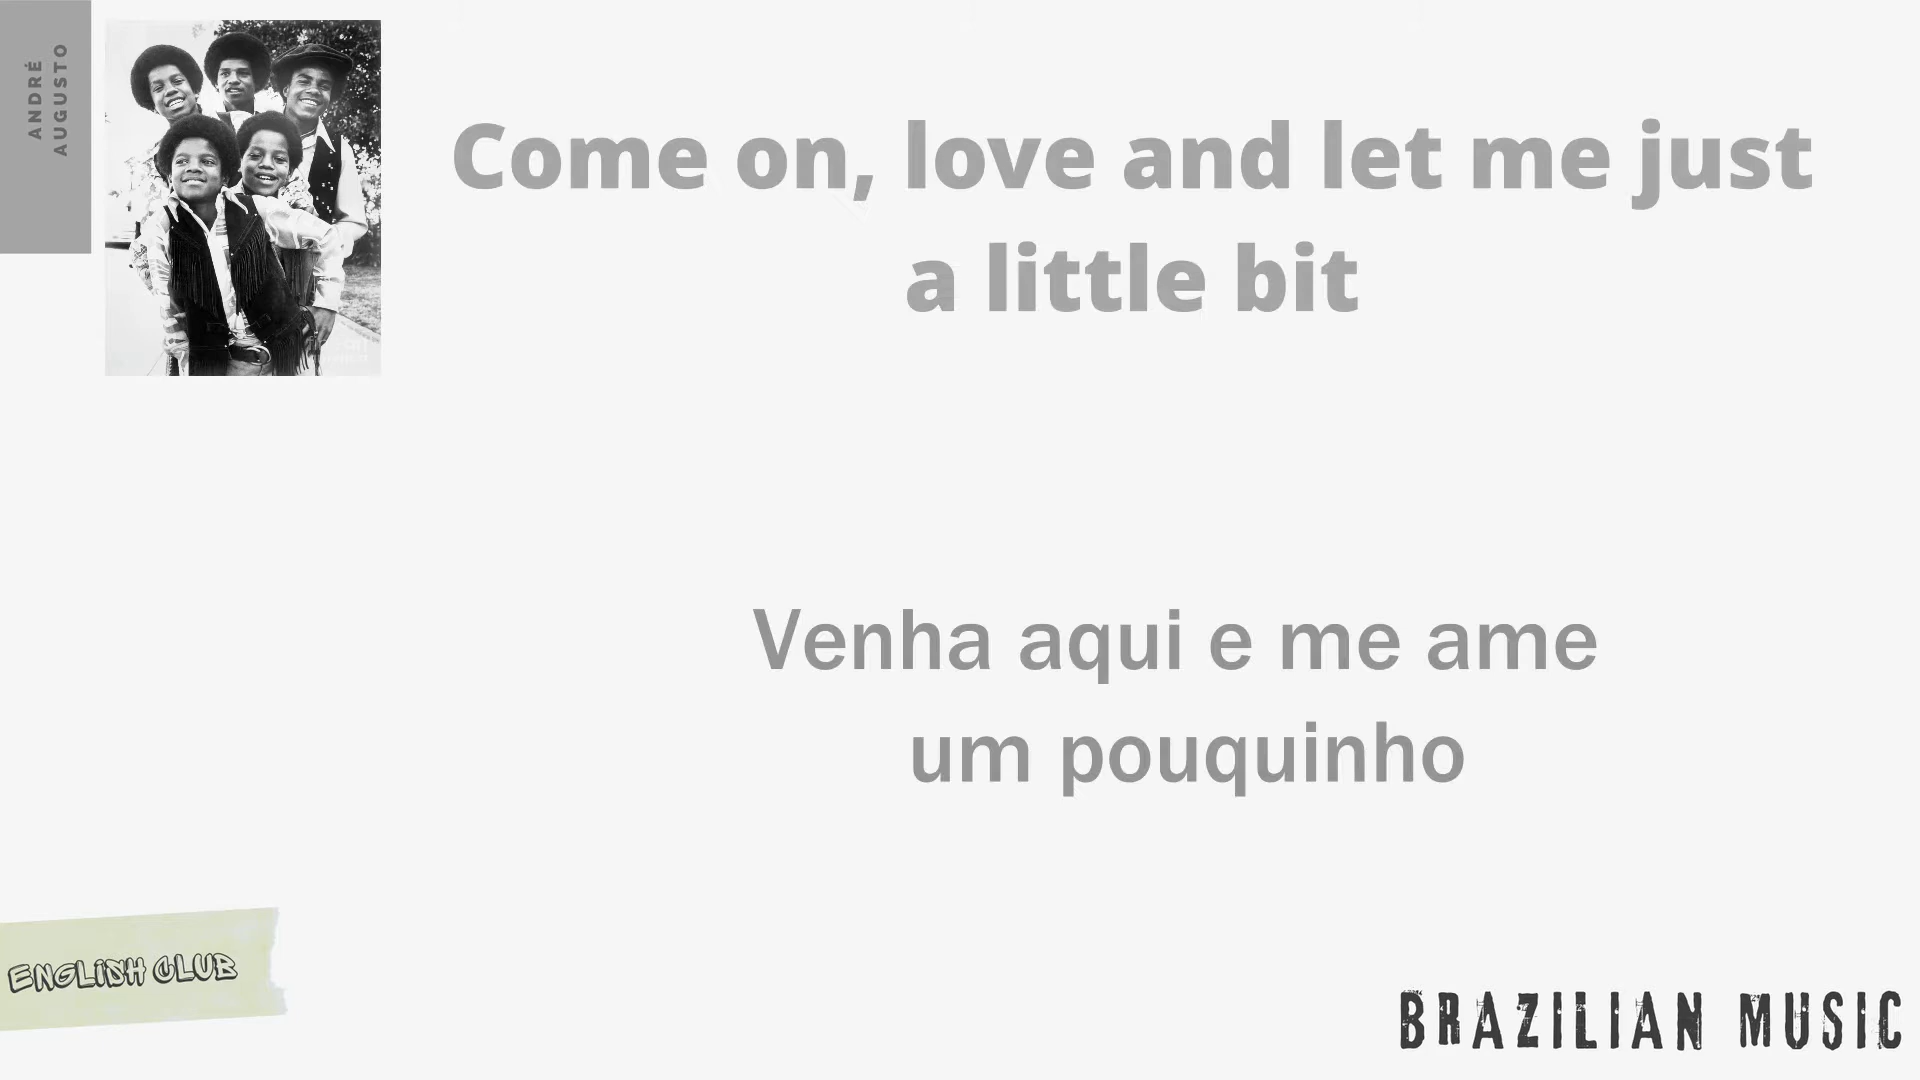 ANDRÉ
AUGUSTO
Come on, love and let me just
a little bit
Venha aqui e me ame
um pouquinho
ENGLISH CLUB
BRAZILIAN MUSIC